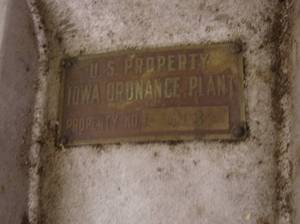 U.S. PROPERTY
IOWA ORDNANCE PLANT
PROPERTY NO.